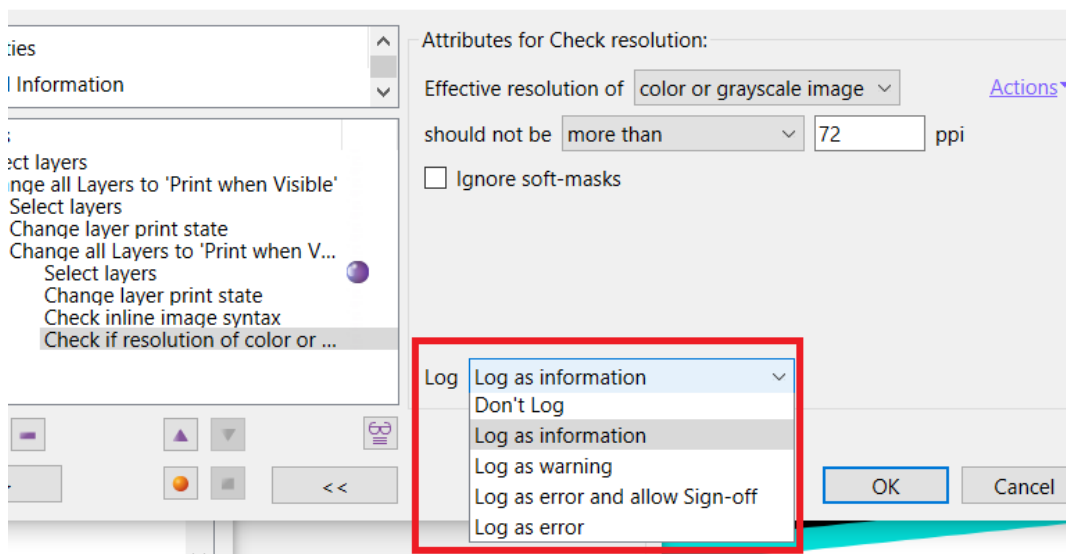 Attributes for Check resolution:
Information
Effective resolution of color or grayscale image Actions
should not be more than 72 ppi
layers
all Layers to 'Print when Visible'
Ignore soft-masks
Select layers
Change layer print state
Change all Layers to 'Print when V...
Select layers
Change layer print state
Check inline image syntax
Check if resolution of color or ...
Log Log as information
Don't Log
Log as information
Log as warning
Log as error and allow Sign-off
Log as error
<<
OK
Cancel